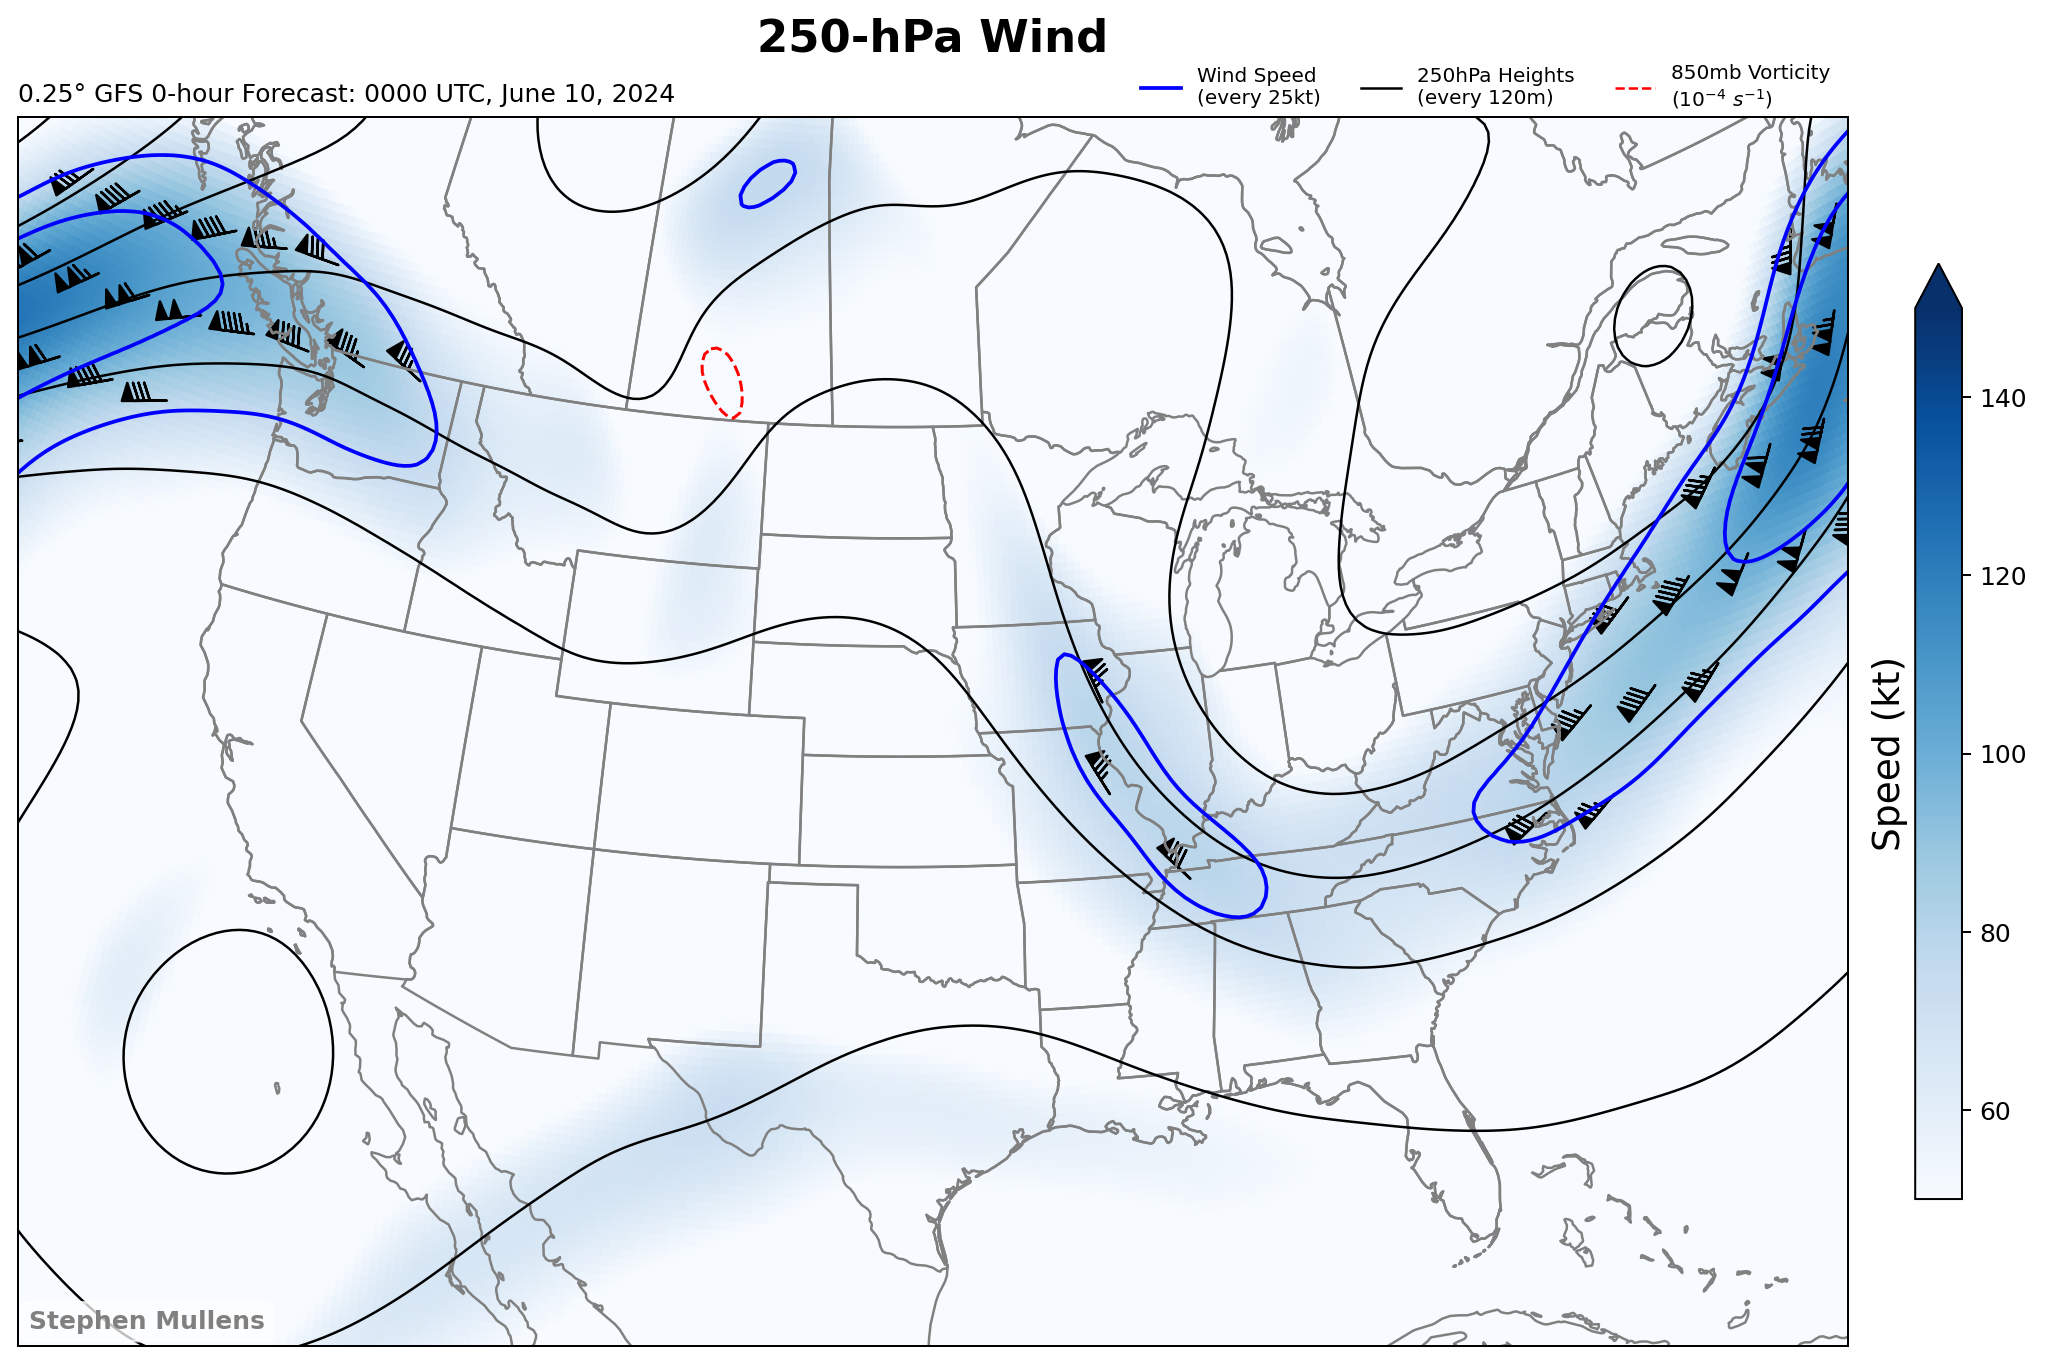 250-hPa Wind
0.25° GFS 0-hour Forecast: 0000 UTC, June 10, 2024
Wind Speed
(every 25kt)
250hPa Heights
(every 120m)
850mb Vorticity
(10⁻⁴ s⁻¹)
140
120
100
80
60
Speed (kt)
Stephen Mullens